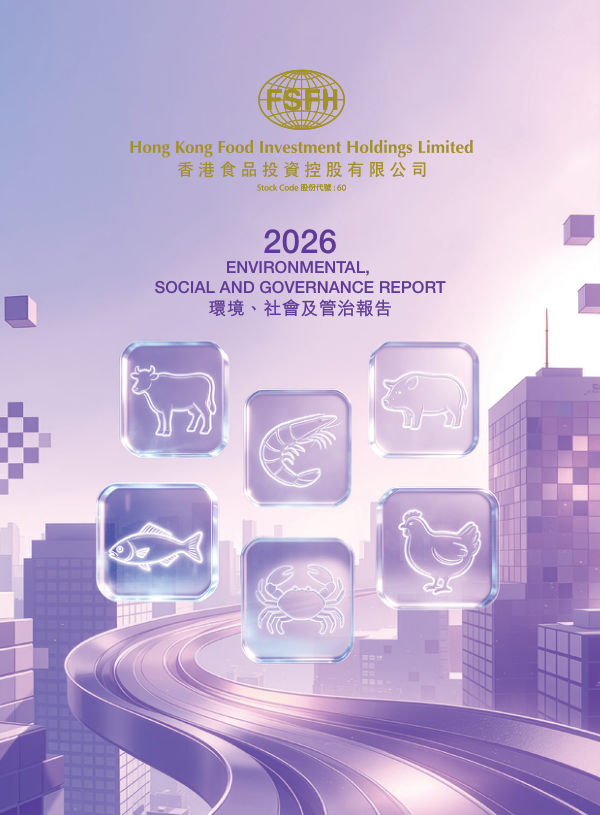 FSFH
Hong Kong Food Investment Holdings Limited
香港食品投資控股有限公司
Stock Code 股份代號 : 60
2026
ENVIRONMENTAL,
SOCIAL AND GOVERNANCE REPORT
環境、社會及管治報告